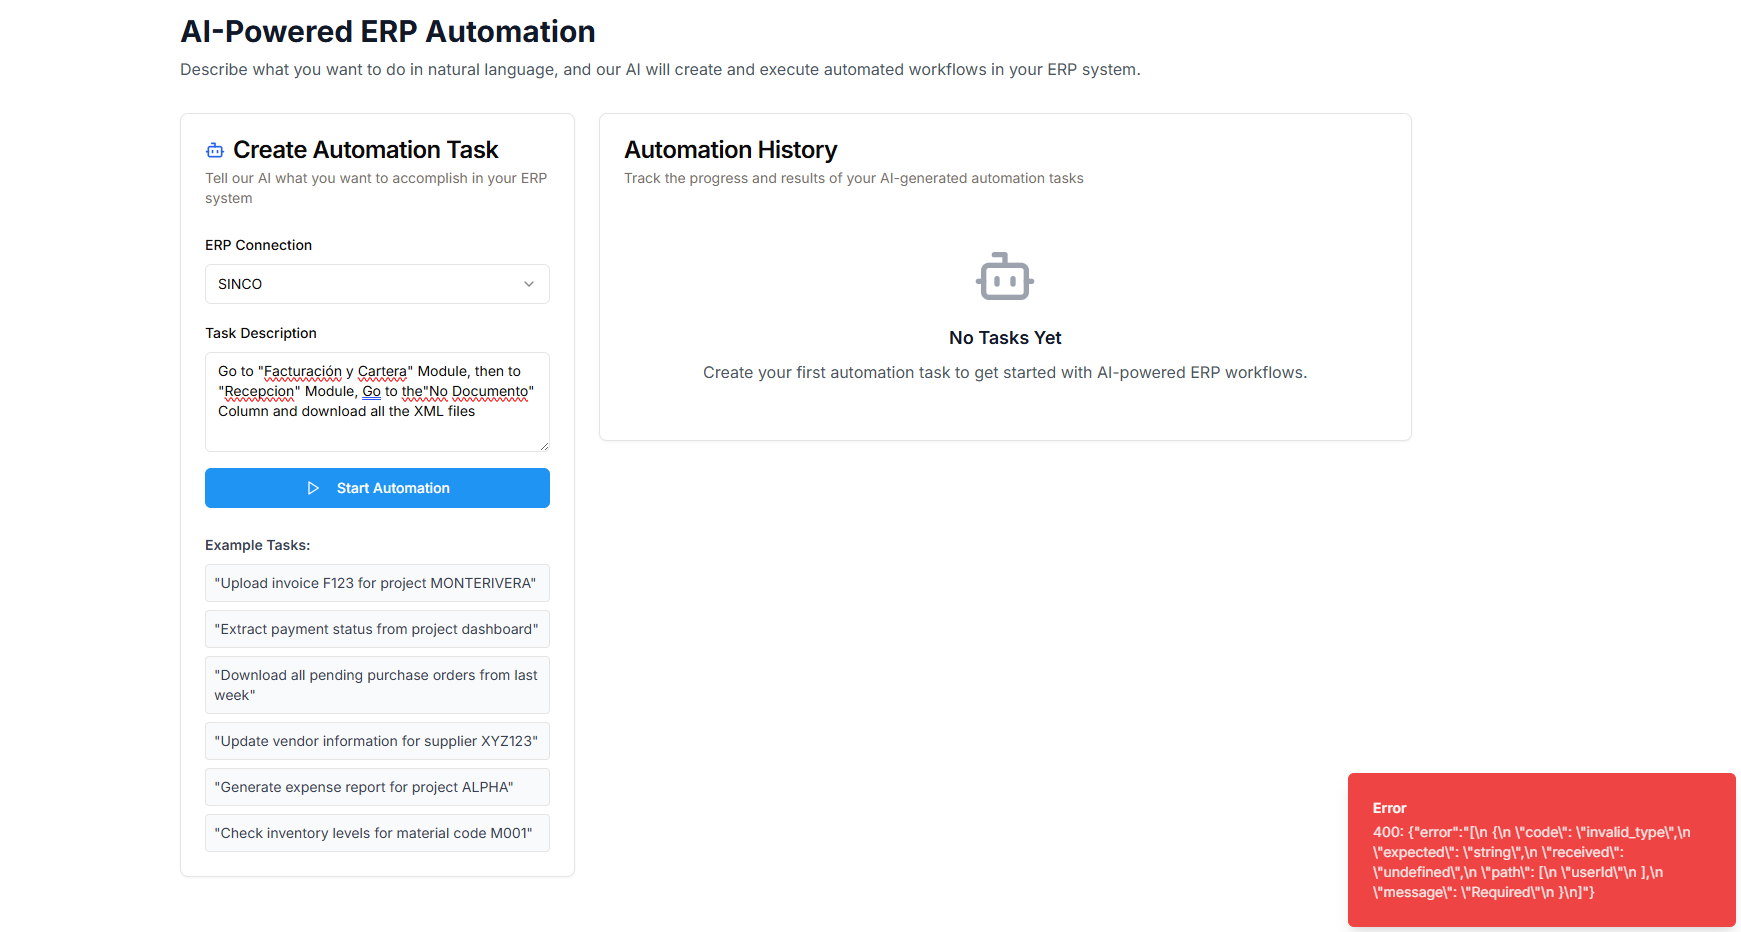 AI-Powered ERP Automation
Describe what you want to do in natural language, and our AI will create and execute automated workflows in your ERP system.
Create Automation Task
Tell our AI what you want to accomplish in your ERP
system
ERP Connection
SINCO
Task Description
Go to "Facturación y Cartera" Module, then to
"Recepcion" Module, Go to the"No Documento"
Column and download all the XML files
Start Automation
Example Tasks:
"Upload invoice F123 for project MONTERIVERA"
"Extract payment status from project dashboard"
"Download all pending purchase orders from last
week"
"Update vendor information for supplier XYZ123"
"Generate expense report for project ALPHA"
"Check inventory levels for material code M001"
Automation History
Track the progress and results of your AI-generated automation tasks
No Tasks Yet
Create your first automation task to get started with AI-powered ERP workflows.
Error
400: {"error":"[\n {\n \"code\": \"invalid_type\",\n
\"expected\": \"string\",\n \"received\":
\"undefined\",\n \"path\": [\n \"userId\"\n ],\n
\"message\": \"Required\"\n }\n]"}